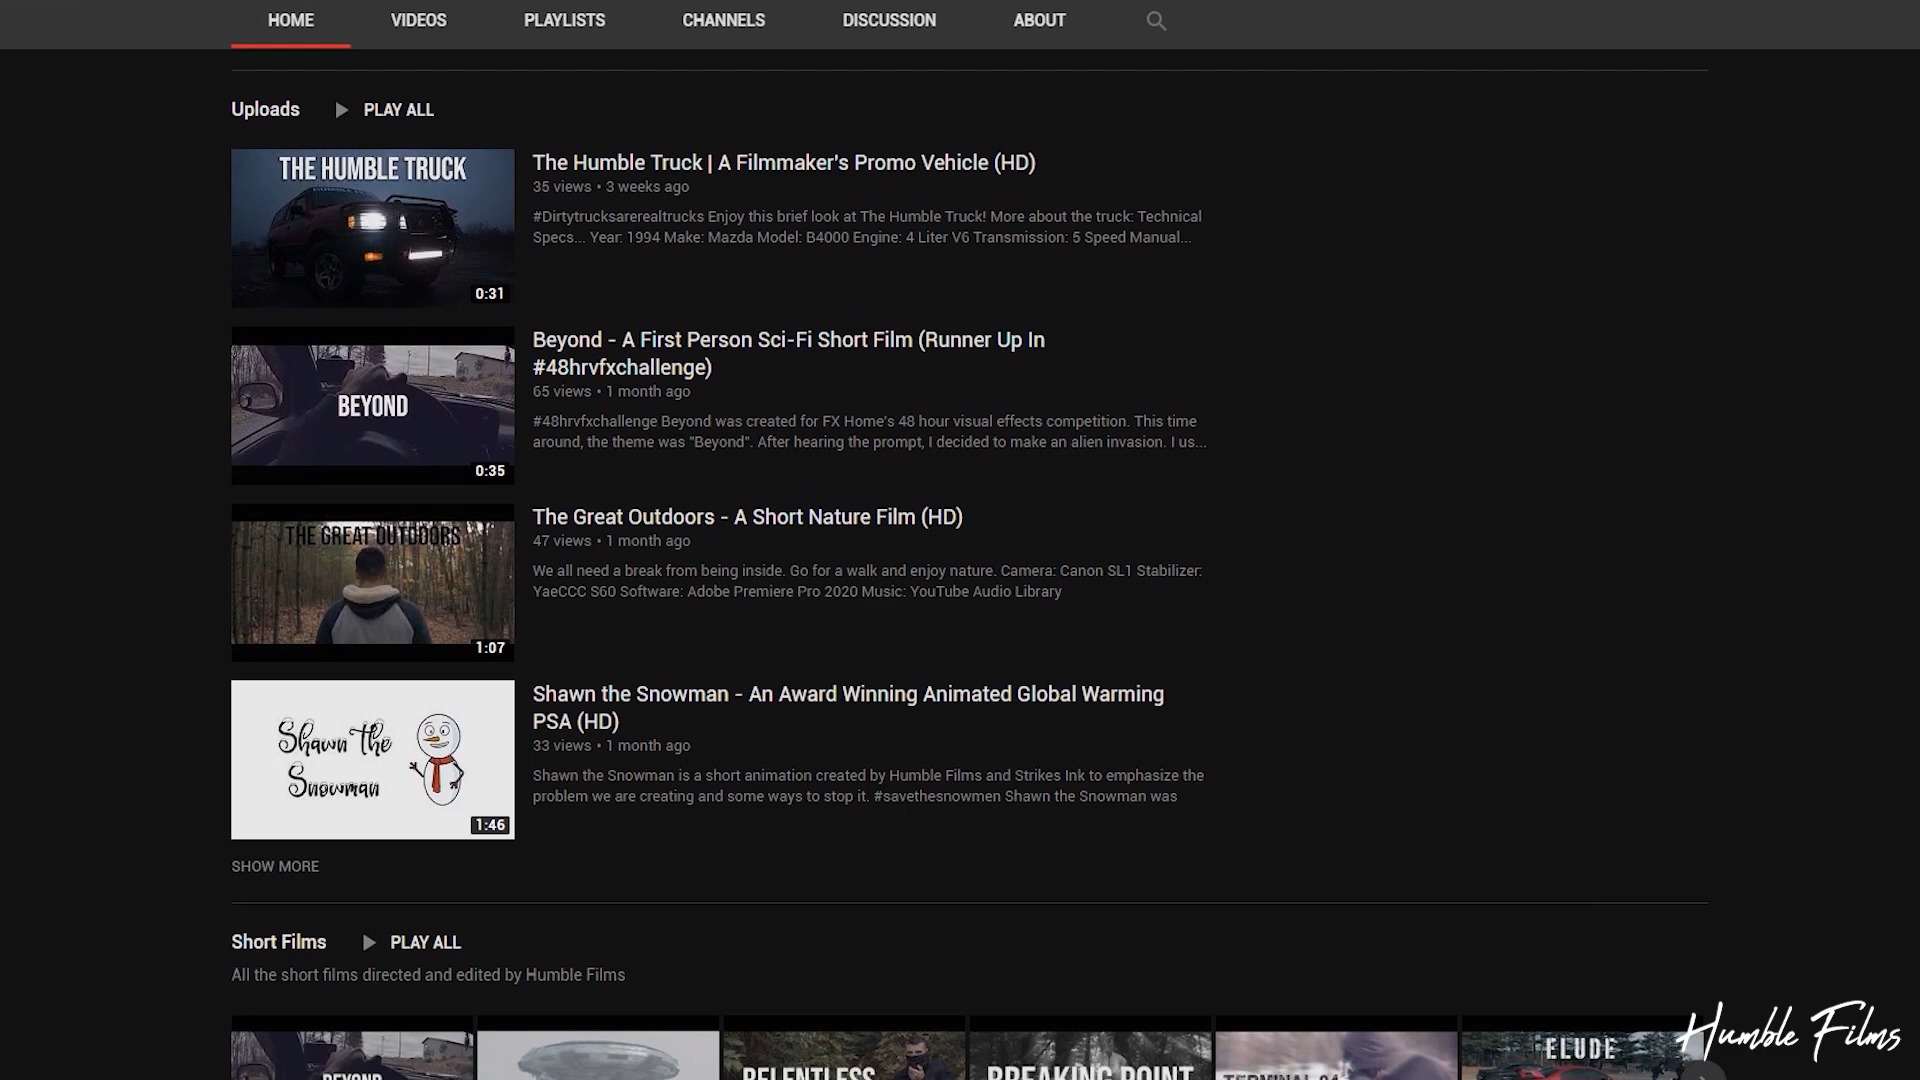 HOME VIDEOS PLAYLISTS CHANNELS DISCUSSION ABOUT
Uploads PLAY ALL
THE HUMBLE TRUCK
0:31
The Humble Truck | A Filmmaker's Promo Vehicle (HD)
35 views • 3 weeks ago
#Dirtytrucksarerealtrucks Enjoy this brief look at The Humble Truck! More about the truck: Technical
Specs... Year: 1994 Make: Mazda Model: B4000 Engine: 4 Liter V6 Transmission: 5 Speed Manual...
BEYOND
0:35
Beyond - A First Person Sci-Fi Short Film (Runner Up In
#48hrvfxchallenge)
65 views • 1 month ago
#48hrvfxchallenge Beyond was created for FX Home's 48 hour visual effects competition. This time
around, the theme was "Beyond". After hearing the prompt, I decided to make an alien invasion. I us...
THE GREAT OUTDOORS
1:07
The Great Outdoors - A Short Nature Film (HD)
47 views • 1 month ago
We all need a break from being inside. Go for a walk and enjoy nature. Camera: Canon SL1 Stabilizer:
YaeCCC S60 Software: Adobe Premiere Pro 2020 Music: YouTube Audio Library
Shawn the
Snowman
1:46
Shawn the Snowman - An Award Winning Animated Global Warming
PSA (HD)
33 views • 1 month ago
Shawn the Snowman is a short animation created by Humble Films and Strikes Ink to emphasize the
problem we are creating and some ways to stop it. #savethesnowmen Shawn the Snowman was
SHOW MORE
Short Films PLAY ALL
All the short films directed and edited by Humble Films
BEYOND
RELENTLESS
BREAKING POINT
TERMINAL 04
ELUDE
Humble Films